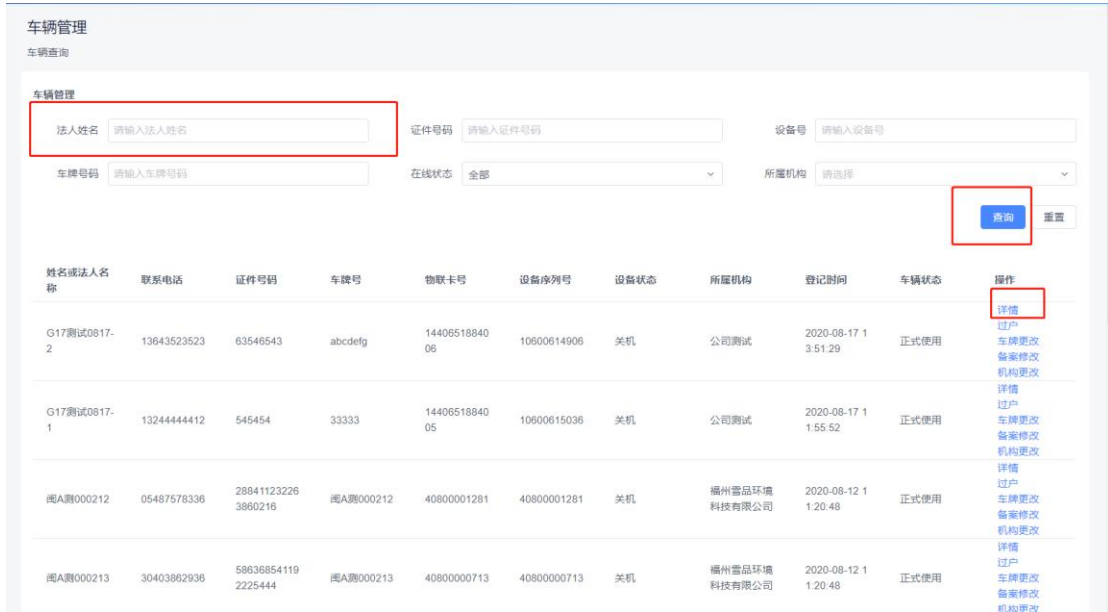 车辆管理
车辆查询
车辆管理
法人姓名 请输入法人姓名 证件号码 请输入证件号码 设备号 请输入设备号
车牌号码 请输入车牌号码 在线状态 全部 所属机构 请选择
查询 重置
姓名或法人名 联系电话 证件号码 车牌号 物联卡号 设备序列号 设备状态 所属机构 登记时间 车辆状态 操作
称
详情
G17测试0817- 14406518840 2020-08-17 1 过户
13643523523 63546543 abcdefg 10600614906 关机 公司测试 正式使用 车牌更改
2 06 3:51:29 备案修改
机构更改
详情
G17测试0817- 14406518840 2020-08-17 1 过户
13244444412 545454 33333 10600615036 关机 公司测试 正式使用 车牌更改
1 05 1:55:52 备案修改
机构更改
详情
28841123226 福州雪品环境 2020-08-12 1 过户
闽A测000212 05487578336 闽A测000212 40800001281 40800001281 关机 正式使用 车牌更改
3860216 科技有限公司 1:20:48 备案修改
机构更改
详情
58636854119 福州雪品环境 2020-08-12 1 过户
闽A测000213 30403862936 闽A测000213 40800000713 40800000713 关机 正式使用 车牌更改
2225444 科技有限公司 1:20:48 备案修改
机构更改